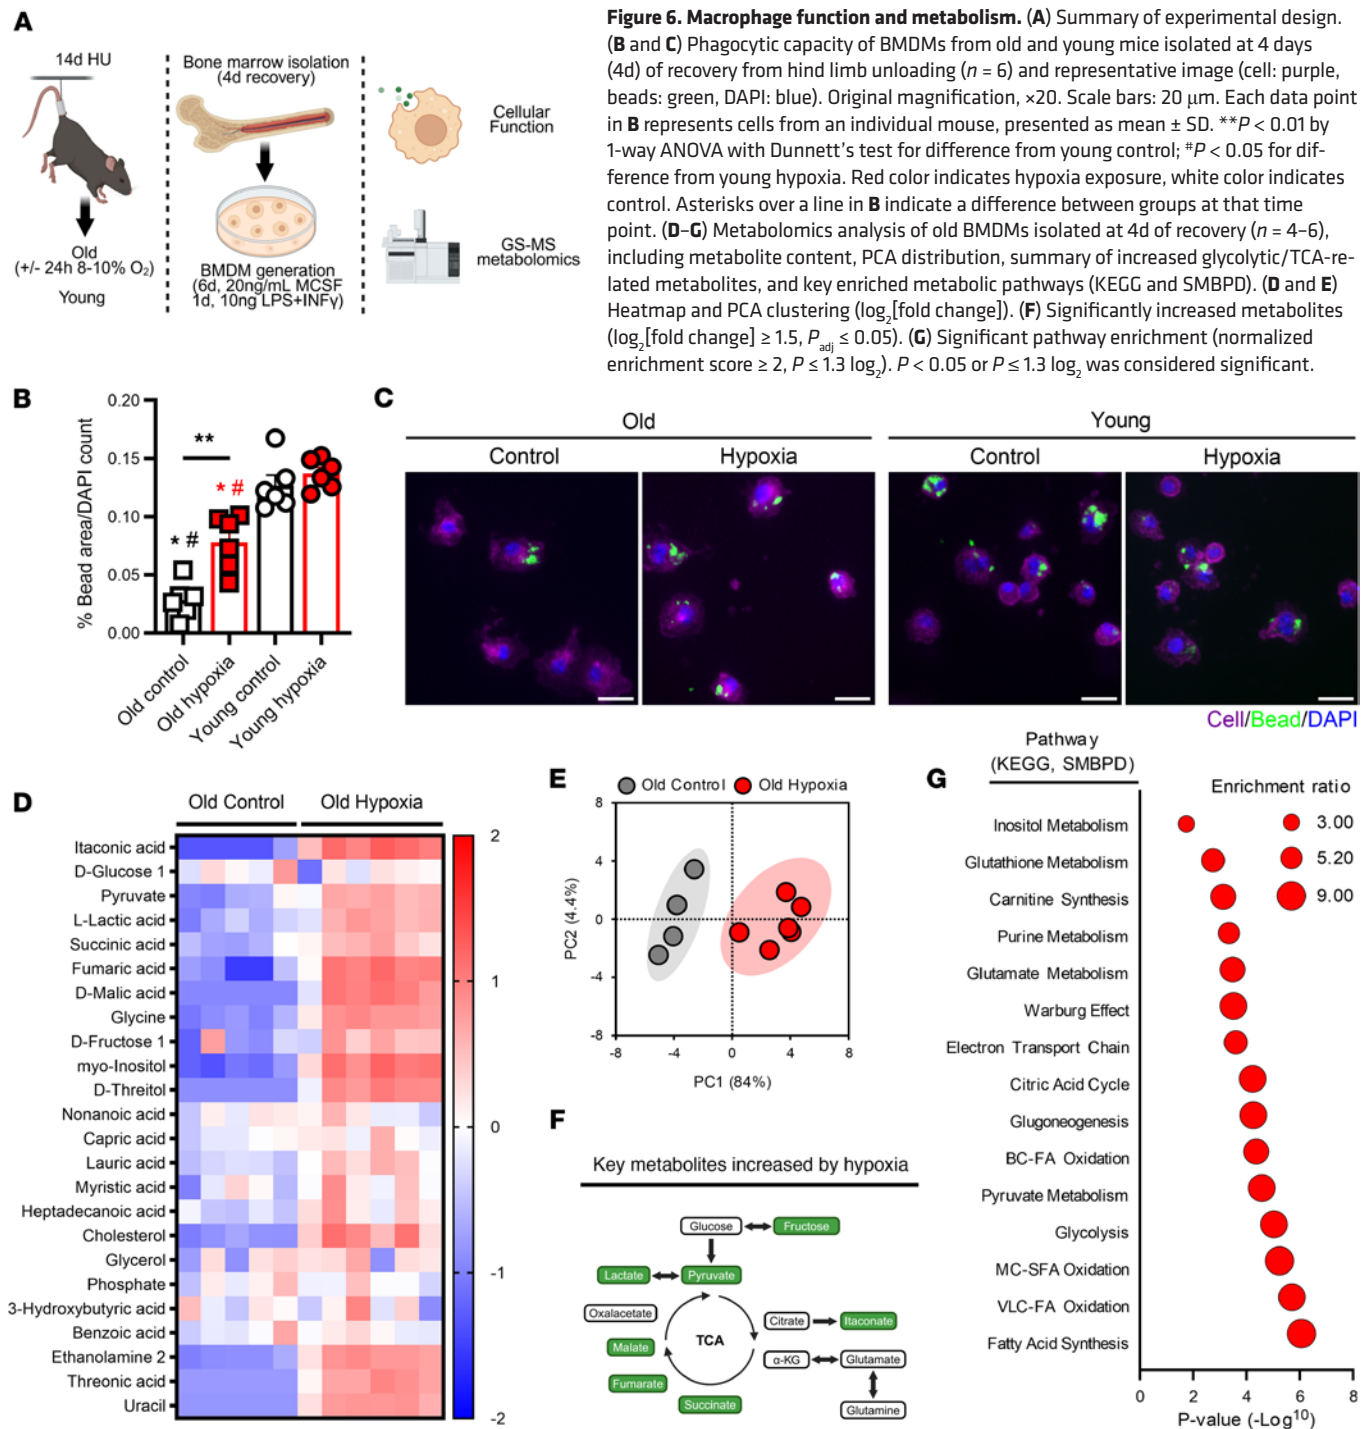 A
14d HU
Old
(+/- 24h 8-10% O₂)
Young
Bone marrow isolation
(4d recovery)
BMDM generation
(6d, 20ng/mL MCSF
1d, 10ng LPS+INFγ)
Cellular
Function
GS-MS
metabolomics
Figure 6. Macrophage function and metabolism. (A) Summary of experimental design.
(B and C) Phagocytic capacity of BMDMs from old and young mice isolated at 4 days
(4d) of recovery from hind limb unloading (n = 6) and representative image (cell: purple,
beads: green, DAPI: blue). Original magnification, ×20. Scale bars: 20 μm. Each data point
in B represents cells from an individual mouse, presented as mean ± SD. **P < 0.01 by
1-way ANOVA with Dunnett's test for difference from young control; #P < 0.05 for dif-
ference from young hypoxia. Red color indicates hypoxia exposure, white color indicates
control. Asterisks over a line in B indicate a difference between groups at that time
point. (D–G) Metabolomics analysis of old BMDMs isolated at 4d of recovery (n = 4–6),
including metabolite content, PCA distribution, summary of increased glycolytic/TCA-re-
lated metabolites, and key enriched metabolic pathways (KEGG and SMBPD). (D and E)
Heatmap and PCA clustering (log₂[fold change]). (F) Significantly increased metabolites
(log₂[fold change] ≥ 1.5, Padj ≤ 0.05). (G) Significant pathway enrichment (normalized
enrichment score ≥ 2, P ≤ 1.3 log₂). P < 0.05 or P ≤ 1.3 log₂ was considered significant.
B
% Bead area/DAPI count
0.20
0.15
0.10
0.05
0.00
**
* #
* #
Old control
Old hypoxia
Young control
Young hypoxia
C
Old
Young
Control
Hypoxia
Control
Hypoxia
Cell/Bead/DAPI
D
Old Control
Old Hypoxia
Itaconic acid
D-Glucose 1
Pyruvate
L-Lactic acid
Succinic acid
Fumaric acid
D-Malic acid
Glycine
D-Fructose 1
myo-Inositol
D-Threitol
Nonanoic acid
Capric acid
Lauric acid
Myristic acid
Heptadecanoic acid
Cholesterol
Glycerol
Phosphate
3-Hydroxybutyric acid
Benzoic acid
Ethanolamine 2
Threonic acid
Uracil
2
1
0
-1
-2
E
Old Control
Old Hypoxia
PC2 (4.4%)
8
4
0
-4
-8
-8
-4
0
4
8
PC1 (84%)
F
Key metabolites increased by hypoxia
Glucose
Fructose
Lactate
Pyruvate
Oxalacetate
Citrate
Itaconate
TCA
Malate
α-KG
Glutamate
Fumarate
Succinate
Glutamine
G
Pathway
(KEGG, SMBPD)
Enrichment ratio
3.00
5.20
9.00
Inositol Metabolism
Glutathione Metabolism
Carnitine Synthesis
Purine Metabolism
Glutamate Metabolism
Warburg Effect
Electron Transport Chain
Citric Acid Cycle
Glugoneogenesis
BC-FA Oxidation
Pyruvate Metabolism
Glycolysis
MC-SFA Oxidation
VLC-FA Oxidation
Fatty Acid Synthesis
0
2
4
6
8
P-value (-Log¹⁰)